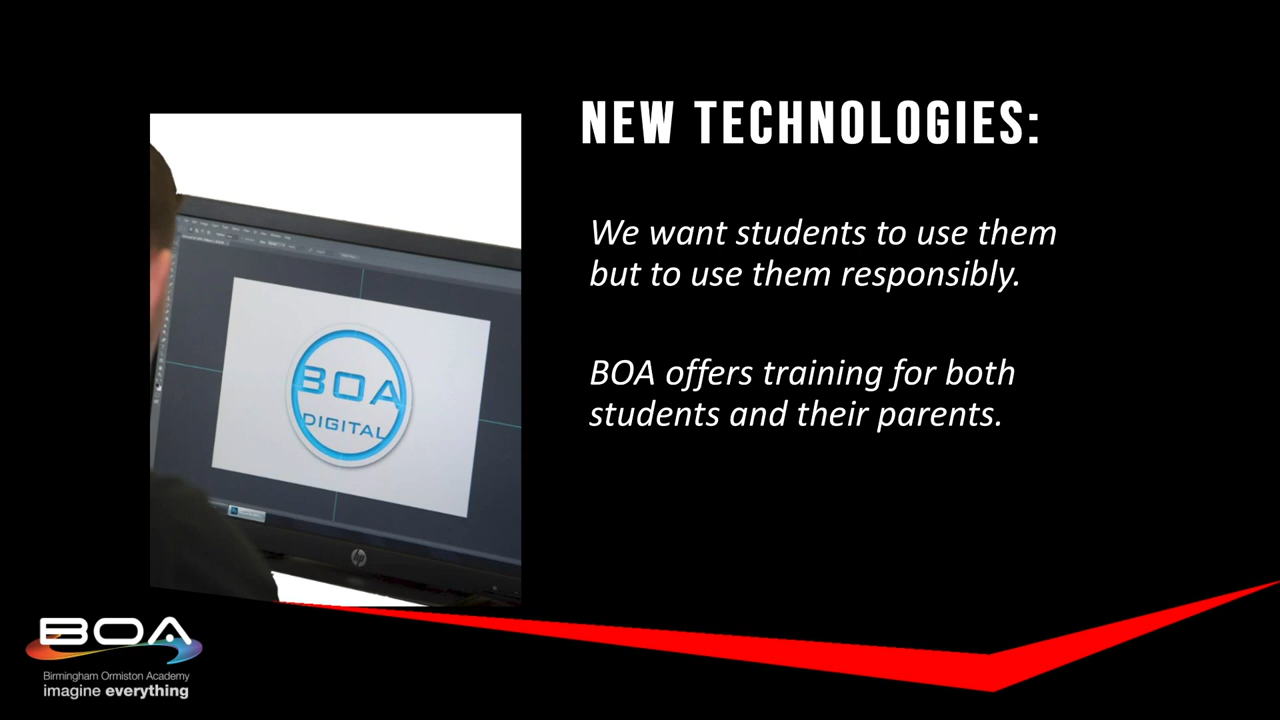 NEW TECHNOLOGIES:
We want students to use them
but to use them responsibly.
BOA offers training for both
students and their parents.
BOA
DIGITAL
hp
BOA
Birmingham Ormiston Academy
imagine everything